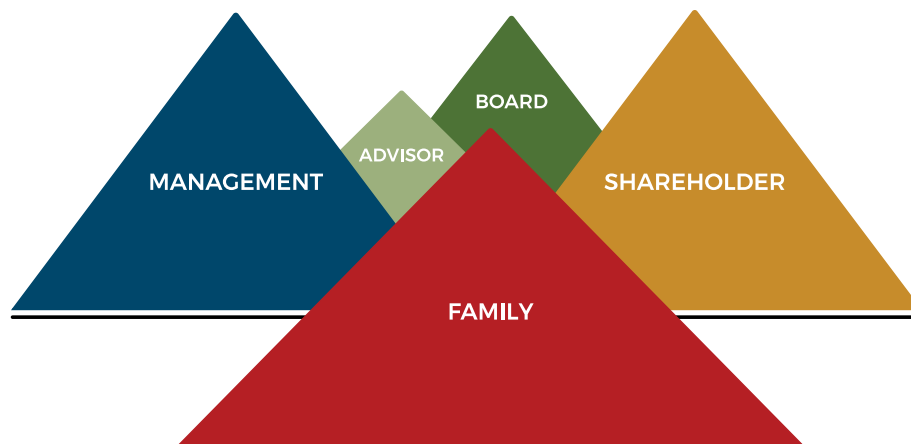 BOARD
ADVISOR
MANAGEMENT
SHAREHOLDER
FAMILY